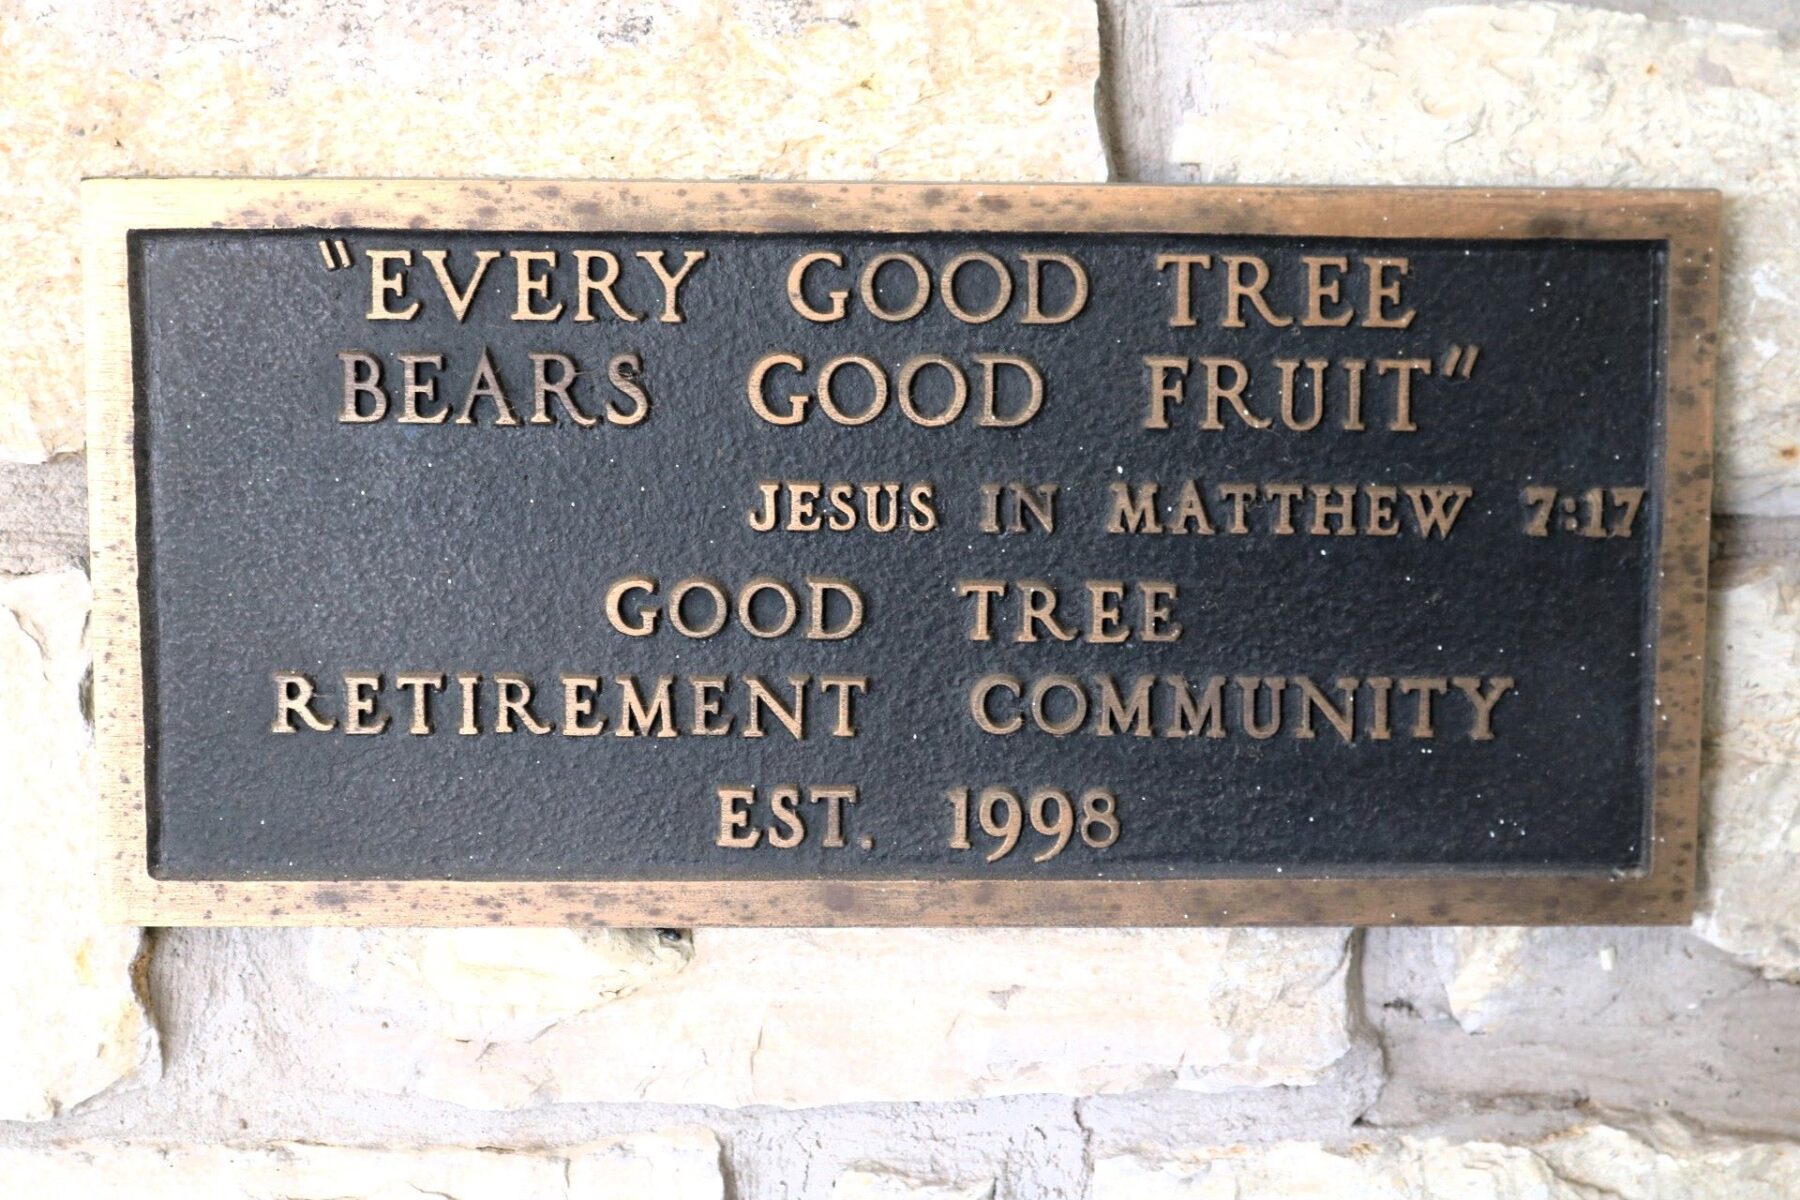 "EVERY GOOD TREE
BEARS GOOD FRUIT"
JESUS IN MATTHEW 7:17
GOOD TREE
RETIREMENT COMMUNITY
EST. 1998